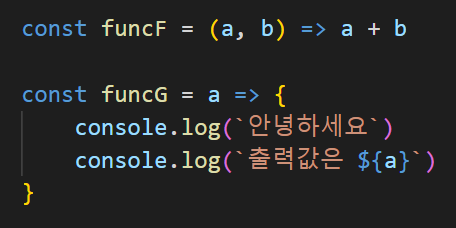 const funcF = (a, b) => a + b
const funcG = a => {
console.log(`안녕하세요`)
console.log(`출력값은 ${a}`)
}